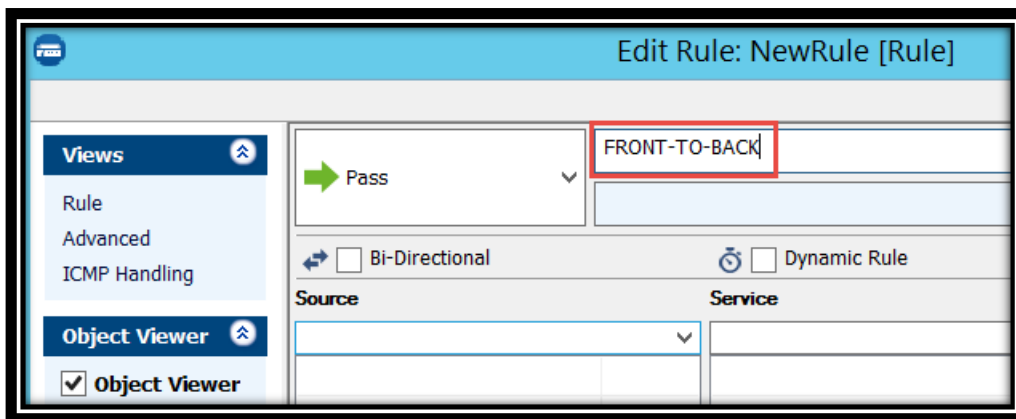 Edit Rule: NewRule [Rule]
Views
Rule
Advanced
ICMP Handling
Object Viewer
Object Viewer
Pass
FRONT-TO-BACK
Bi-Directional
Dynamic Rule
Source
Service